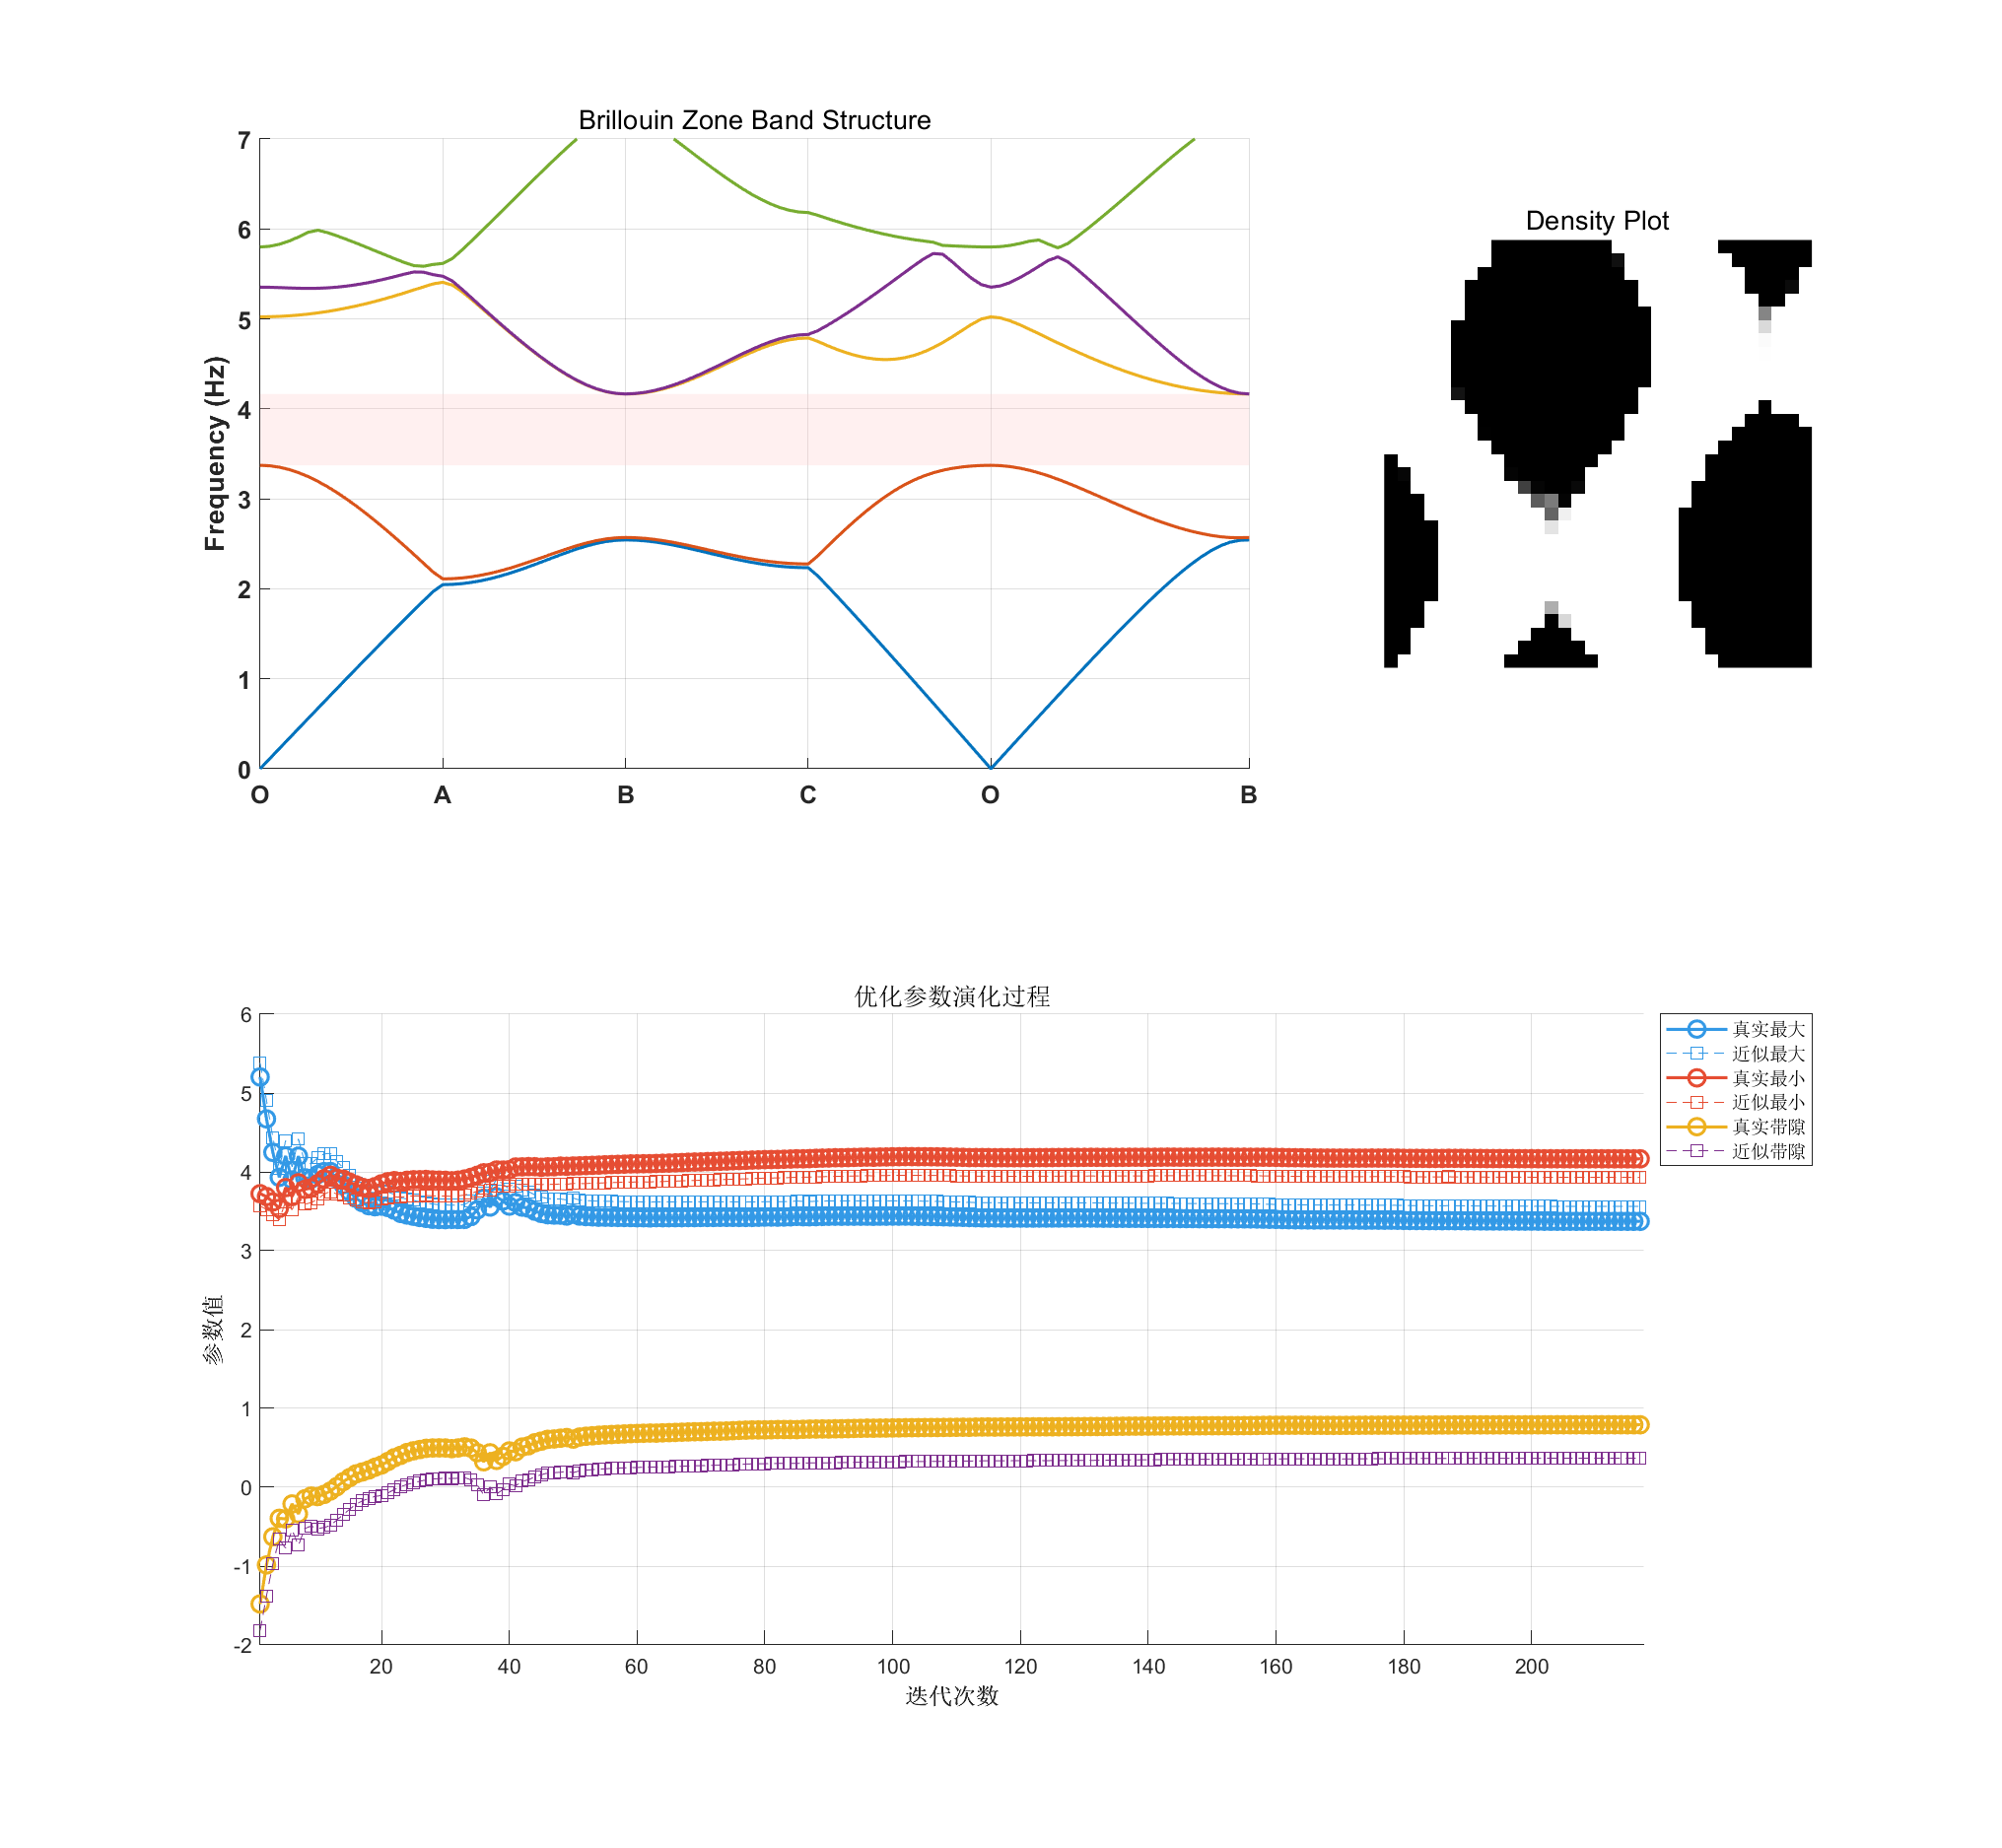 Brillouin Zone Band Structure
7
6
5
4
3
2
1
0
Frequency (Hz)
O A B C O B
Density Plot
优化参数演化过程
6
5
4
3
2
1
0
-1
-2
参数值
20 40 60 80 100 120 140 160 180 200
迭代次数
真实最大
近似最大
真实最小
近似最小
真实带隙
近似带隙